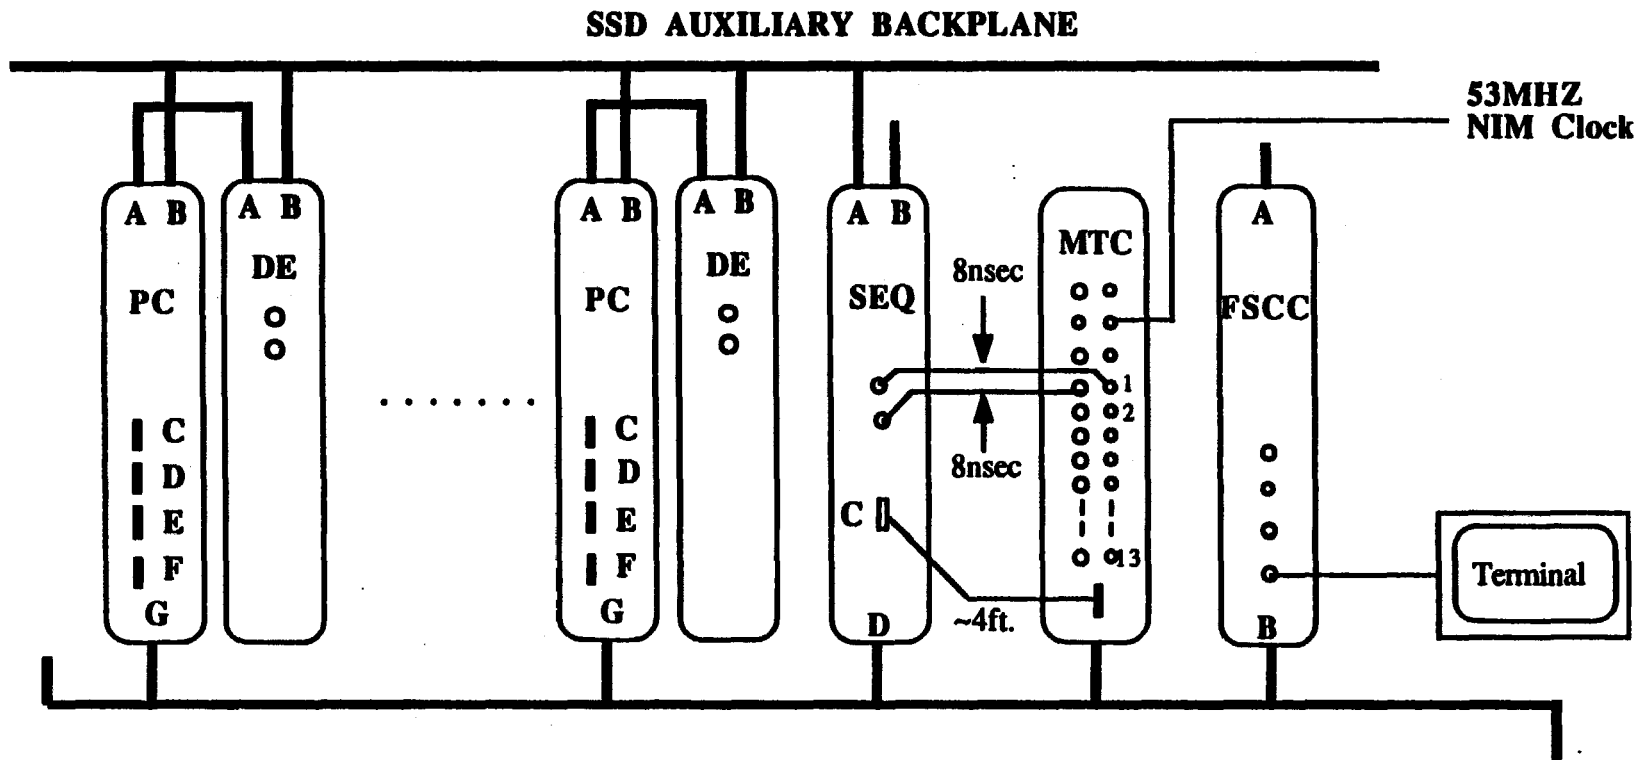 SSD AUXILIARY BACKPLANE
53MHZ
NIM Clock
A B
PC
C
D
E
F
G
A B
DE
. . . . . . .
A B
PC
C
D
E
F
G
A B
DE
A B
SEQ
C
D
8nsec
8nsec
~4ft.
MTC
1
2
13
A
FSCC
B
Terminal